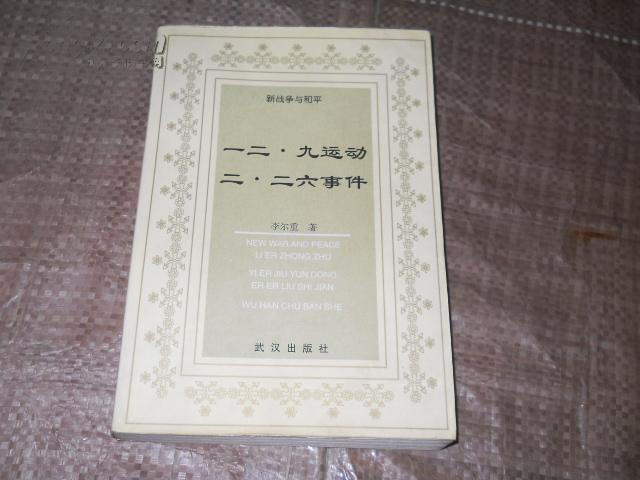 新战争与和平
一二·九运动
二·二六事件
李尔重 著
NEW WAR AND PEACE
LI ER ZHONG ZHU
YI ER JIU YUN DONG
ER ER LIU SHI JIAN
WU HAN CHU BAN SHE
武汉出版社